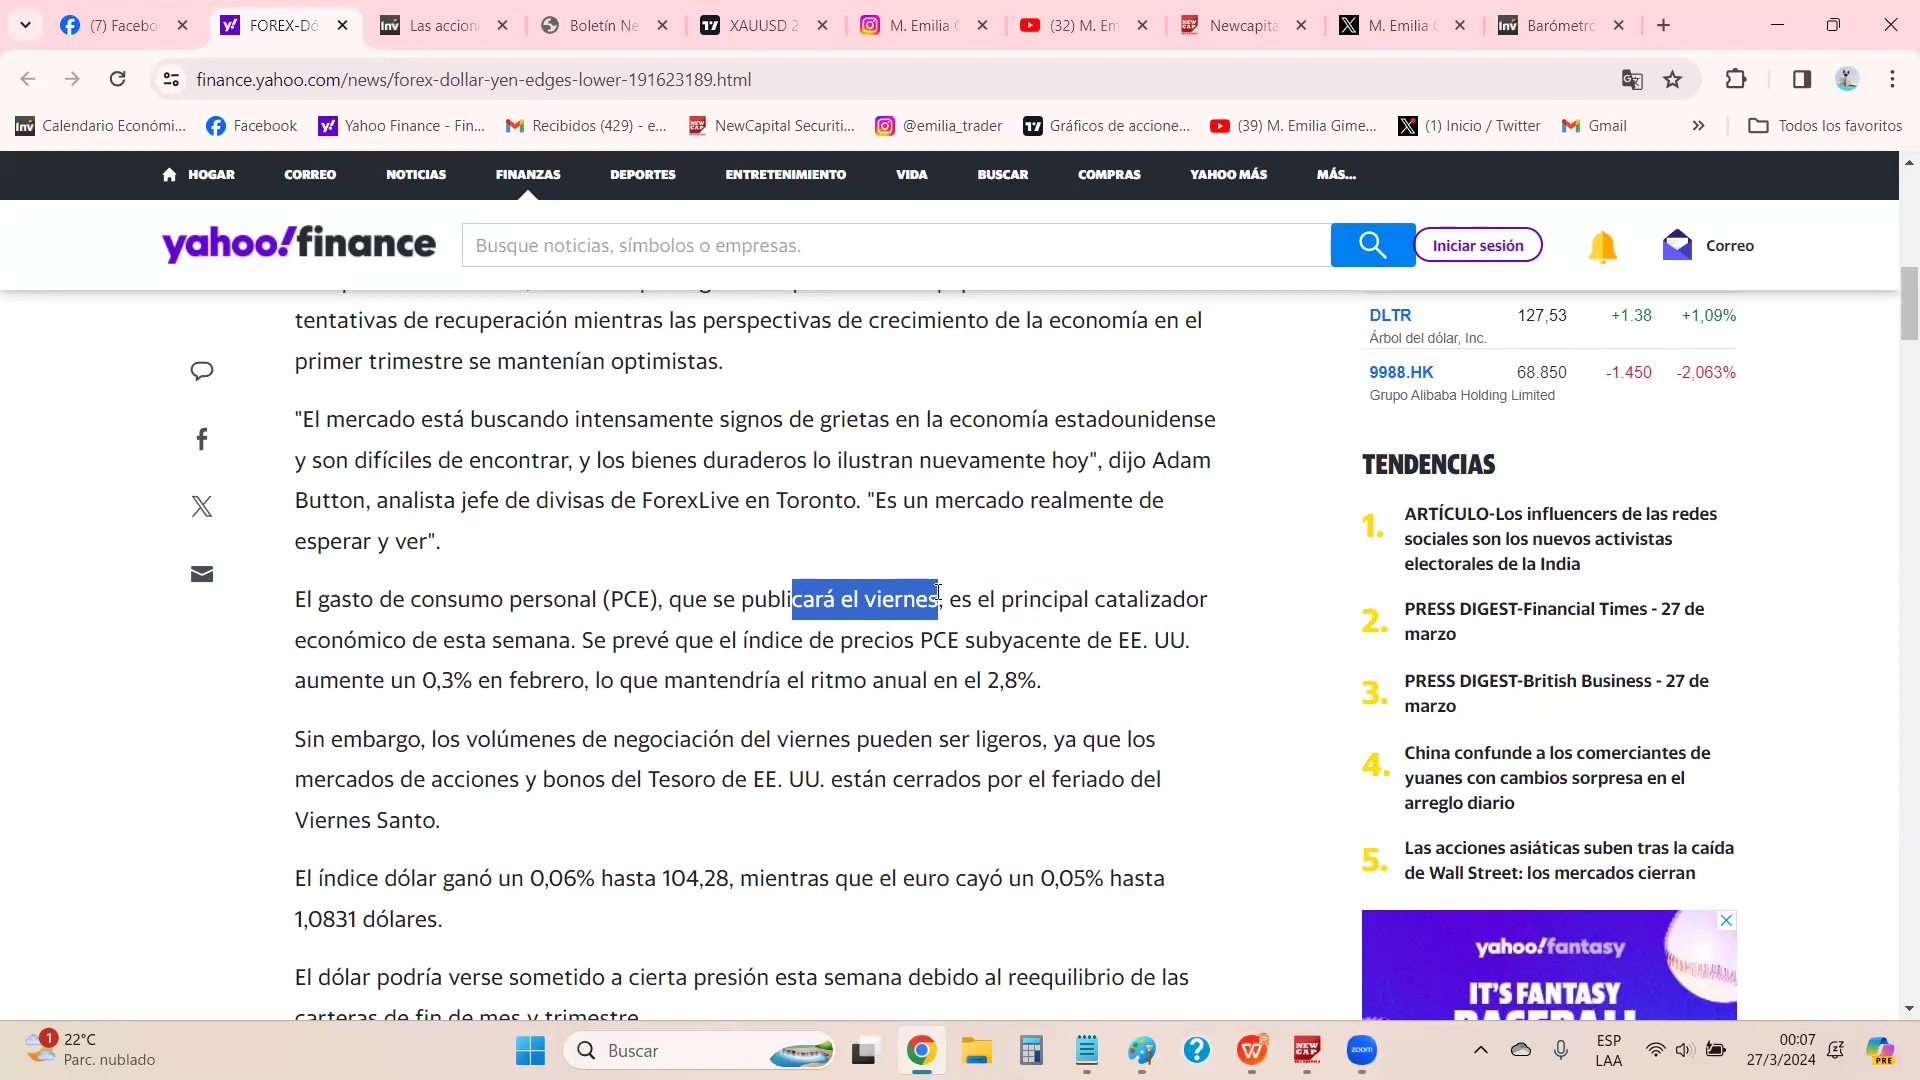 (7) Facebo
FOREX-Dó
Las accion
Boletín Ne
XAUUSD 2
M. Emilia G
(32) M. Em
Newcapita
M. Emilia G
Barómetro
finance.yahoo.com/news/forex-dollar-yen-edges-lower-191623189.html
Calendario Económi...
Facebook
Yahoo Finance - Fin...
Recibidos (429) - e...
NewCapital Securiti...
@emilia_trader
Gráficos de accione...
(39) M. Emilia Gime...
(1) Inicio / Twitter
Gmail
Todos los favoritos
HOGAR
CORREO
NOTICIAS
FINANZAS
DEPORTES
ENTRETENIMIENTO
VIDA
BUSCAR
COMPRAS
YAHOO MÁS
MÁS...
yahoo!finance
Busque noticias, símbolos o empresas.
Iniciar sesión
Correo
tentativas de recuperación mientras las perspectivas de crecimiento de la economía en el
primer trimestre se mantenían optimistas.
"El mercado está buscando intensamente signos de grietas en la economía estadounidense
y son difíciles de encontrar, y los bienes duraderos lo ilustran nuevamente hoy", dijo Adam
Button, analista jefe de divisas de ForexLive en Toronto. "Es un mercado realmente de
esperar y ver".
El gasto de consumo personal (PCE), que se publicará el viernes, es el principal catalizador
económico de esta semana. Se prevé que el índice de precios PCE subyacente de EE. UU.
aumente un 0,3% en febrero, lo que mantendría el ritmo anual en el 2,8%.
Sin embargo, los volúmenes de negociación del viernes pueden ser ligeros, ya que los
mercados de acciones y bonos del Tesoro de EE. UU. están cerrados por el feriado del
Viernes Santo.
El índice dólar ganó un 0,06% hasta 104,28, mientras que el euro cayó un 0,05% hasta
1,0831 dólares.
El dólar podría verse sometido a cierta presión esta semana debido al reequilibrio de las
carteras de fin de mes y trimestre.
DLTR 127,53 +1.38 +1,09%
Árbol del dólar, Inc.
9988.HK 68.850 -1.450 -2,063%
Grupo Alibaba Holding Limited
TENDENCIAS
1. ARTÍCULO-Los influencers de las redes
sociales son los nuevos activistas
electorales de la India
2. PRESS DIGEST-Financial Times - 27 de
marzo
3. PRESS DIGEST-British Business - 27 de
marzo
4. China confunde a los comerciantes de
yuanes con cambios sorpresa en el
arreglo diario
5. Las acciones asiáticas suben tras la caída
de Wall Street: los mercados cierran
yahoo!fantasy
IT'S FANTASY
BASEBALL
1
22°C
Parc. nublado
Buscar
zoom
ESP
LAA
00:07
27/3/2024
PRE